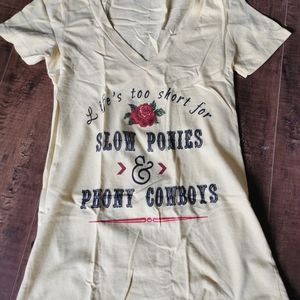 Life's too short for
SLOW PONIES
&
PHONY COWBOYS